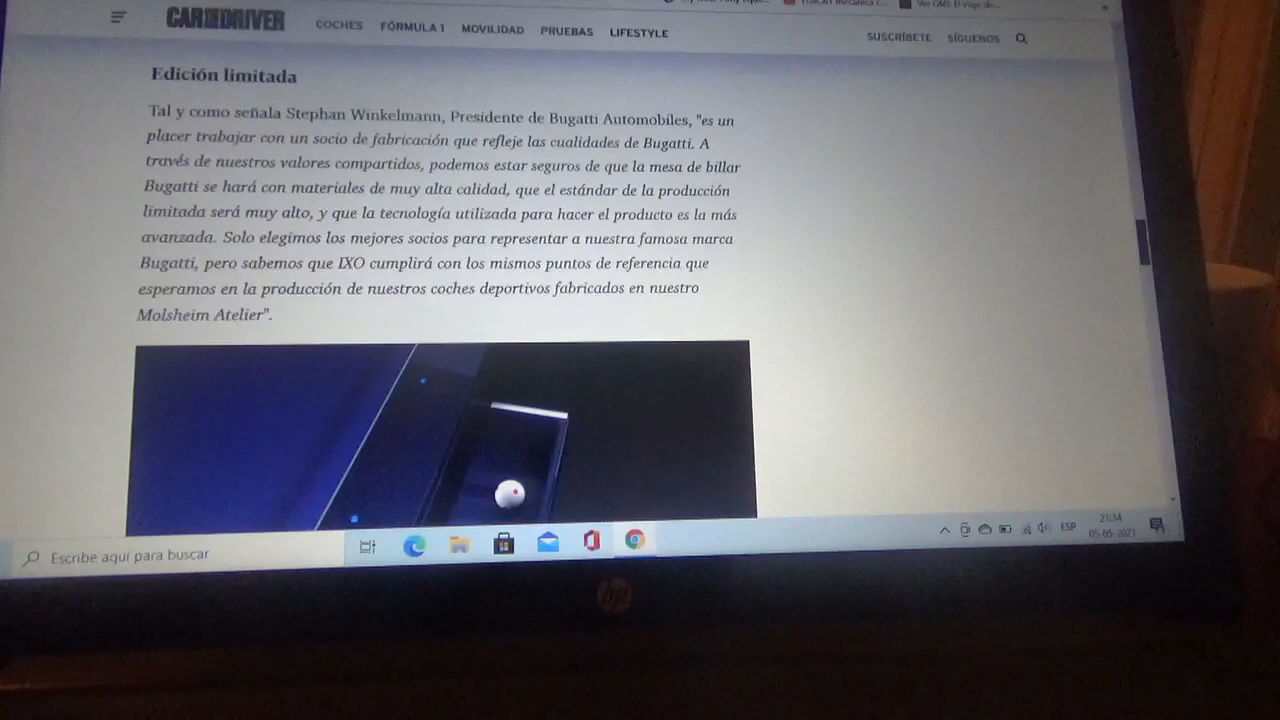 CAR AND DRIVER
COCHES FÓRMULA 1 MOVILIDAD PRUEBAS LIFESTYLE
SUSCRÍBETE SÍGUENOS
Edición limitada
Tal y como señala Stephan Winkelmann, Presidente de Bugatti Automobiles, "es un
placer trabajar con un socio de fabricación que refleje las cualidades de Bugatti. A
través de nuestros valores compartidos, podemos estar seguros de que la mesa de billar
Bugatti se hará con materiales de muy alta calidad, que el estándar de la producción
limitada será muy alto, y que la tecnología utilizada para hacer el producto es la más
avanzada. Solo elegimos los mejores socios para representar a nuestra famosa marca
Bugatti, pero sabemos que IXO cumplirá con los mismos puntos de referencia que
esperamos en la producción de nuestros coches deportivos fabricados en nuestro
Molsheim Atelier".
Escribe aquí para buscar
ESP
21:34
05-05-2021
hp